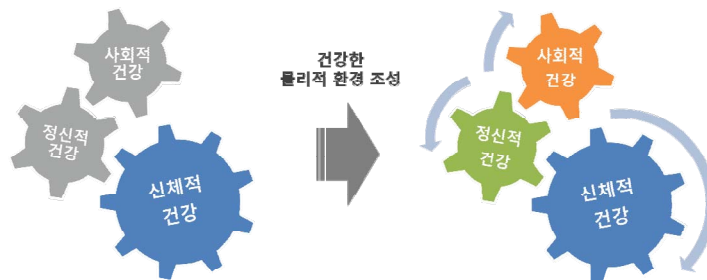 사회적
건강
정신적
건강
신체적
건강
건강한
물리적 환경 조성
사회적
건강
정신적
건강
신체적
건강